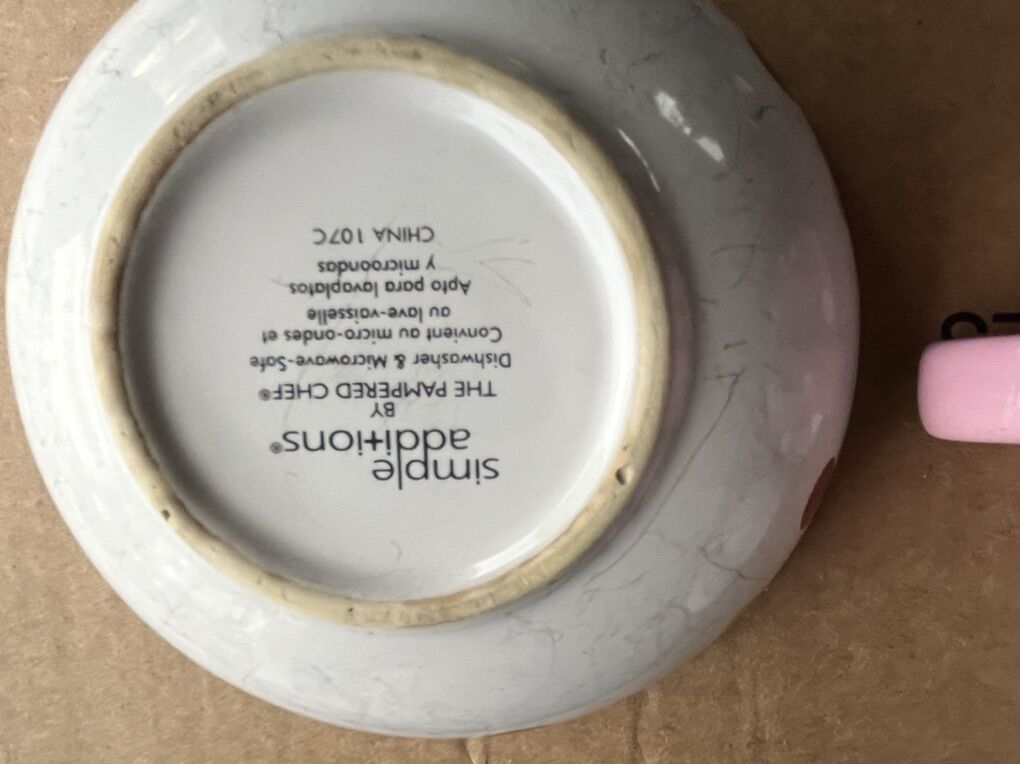 simple
additions®
BY
THE PAMPERED CHEF®
Dishwasher & Microwave-Safe
Convient au micro-ondes et
au lave-vaisselle
Apto para lavaplatos
y microondas
CHINA 107C